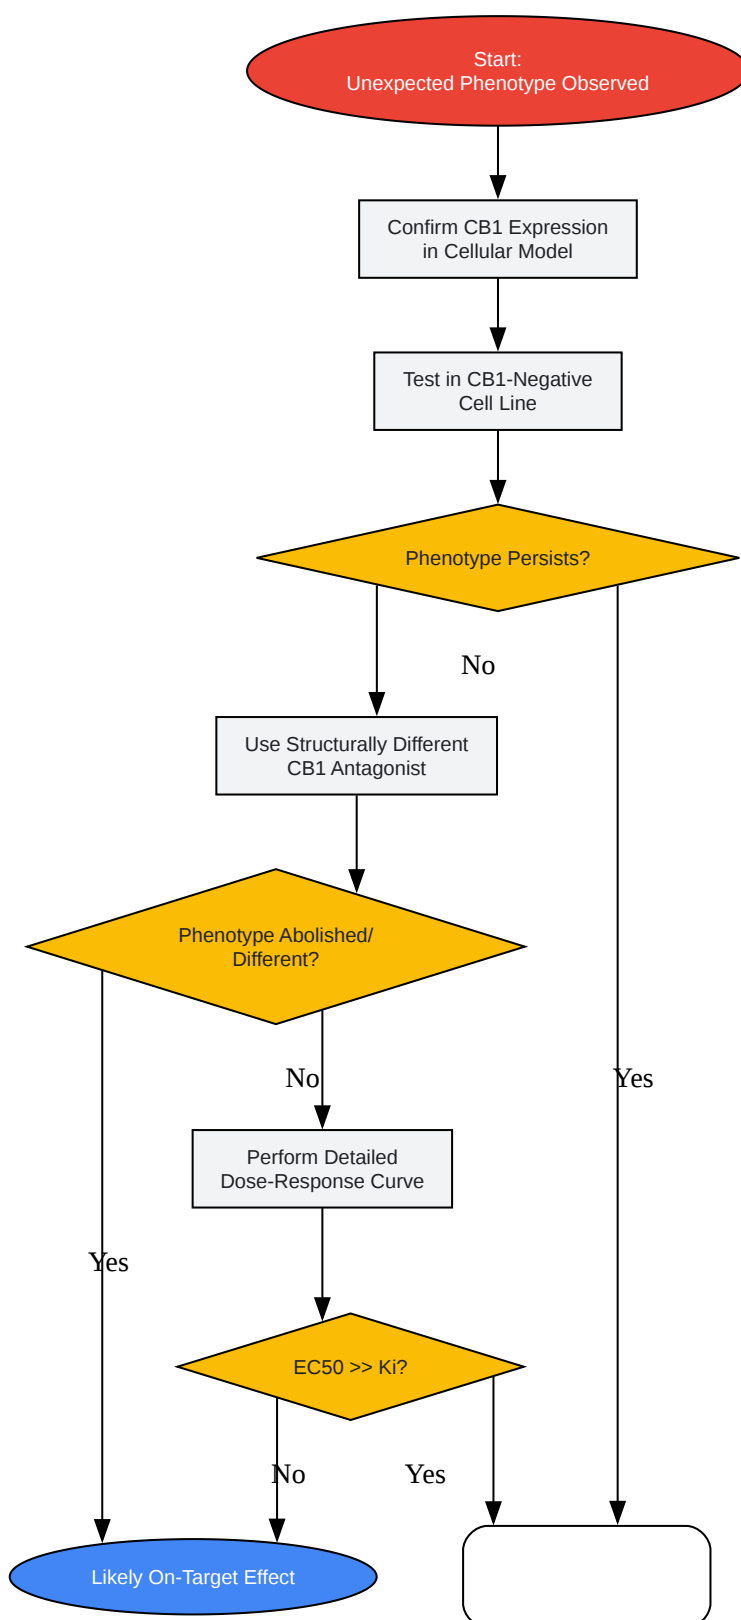 Start:
Unexpected Phenotype Observed
Confirm CB1 Expression
in Cellular Model
Test in CB1-Negative
Cell Line
Phenotype Persists?
No
Use Structurally Different
CB1 Antagonist
Phenotype Abolished/
Different?
No
Yes
Perform Detailed
Dose-Response Curve
Yes
EC50 >> Ki?
No
Yes
Likely On-Target Effect